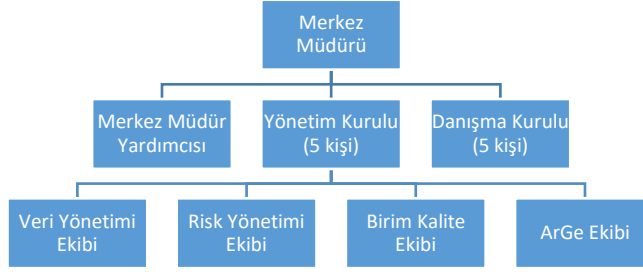 Merkez
Müdürü
Merkez Müdür
Yardımcısı
Yönetim Kurulu
(5 kişi)
Danışma Kurulu
(5 kişi)
Veri Yönetimi
Ekibi
Risk Yönetimi
Ekibi
Birim Kalite
Ekibi
ArGe Ekibi